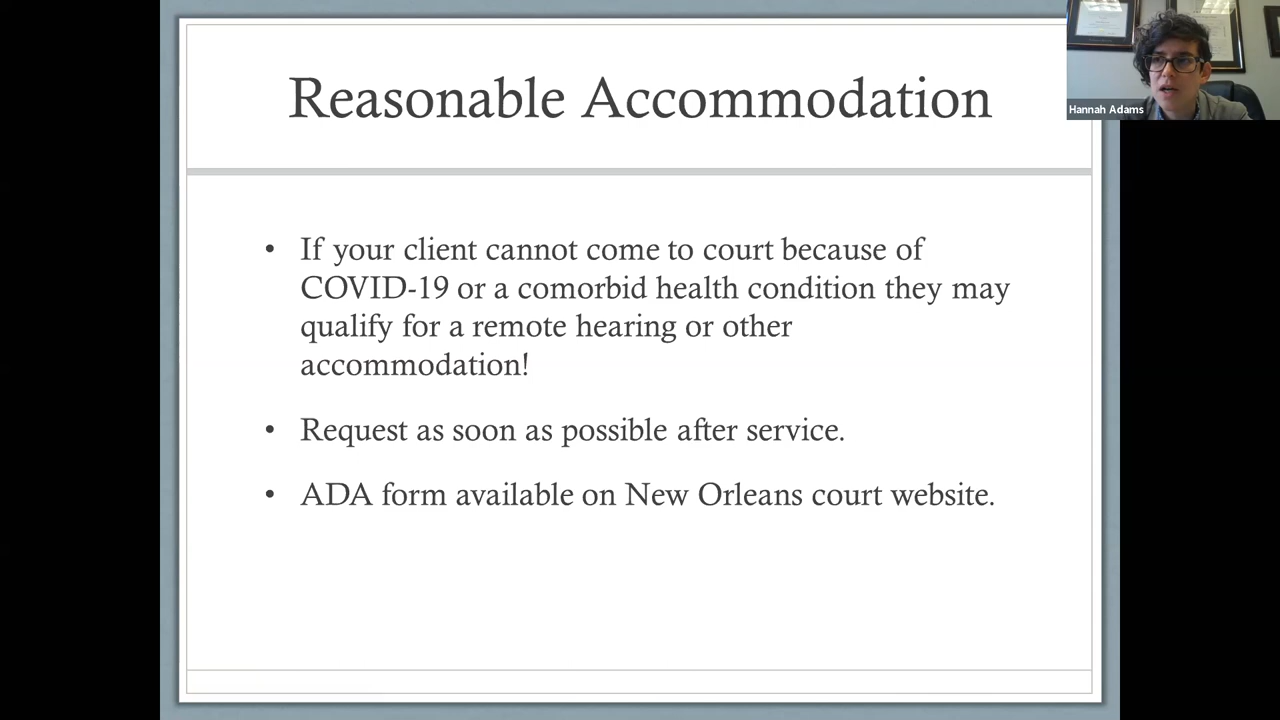 Reasonable Accommodation
Hannah Adams
• If your client cannot come to court because of
COVID-19 or a comorbid health condition they may
qualify for a remote hearing or other
accommodation!
• Request as soon as possible after service.
• ADA form available on New Orleans court website.